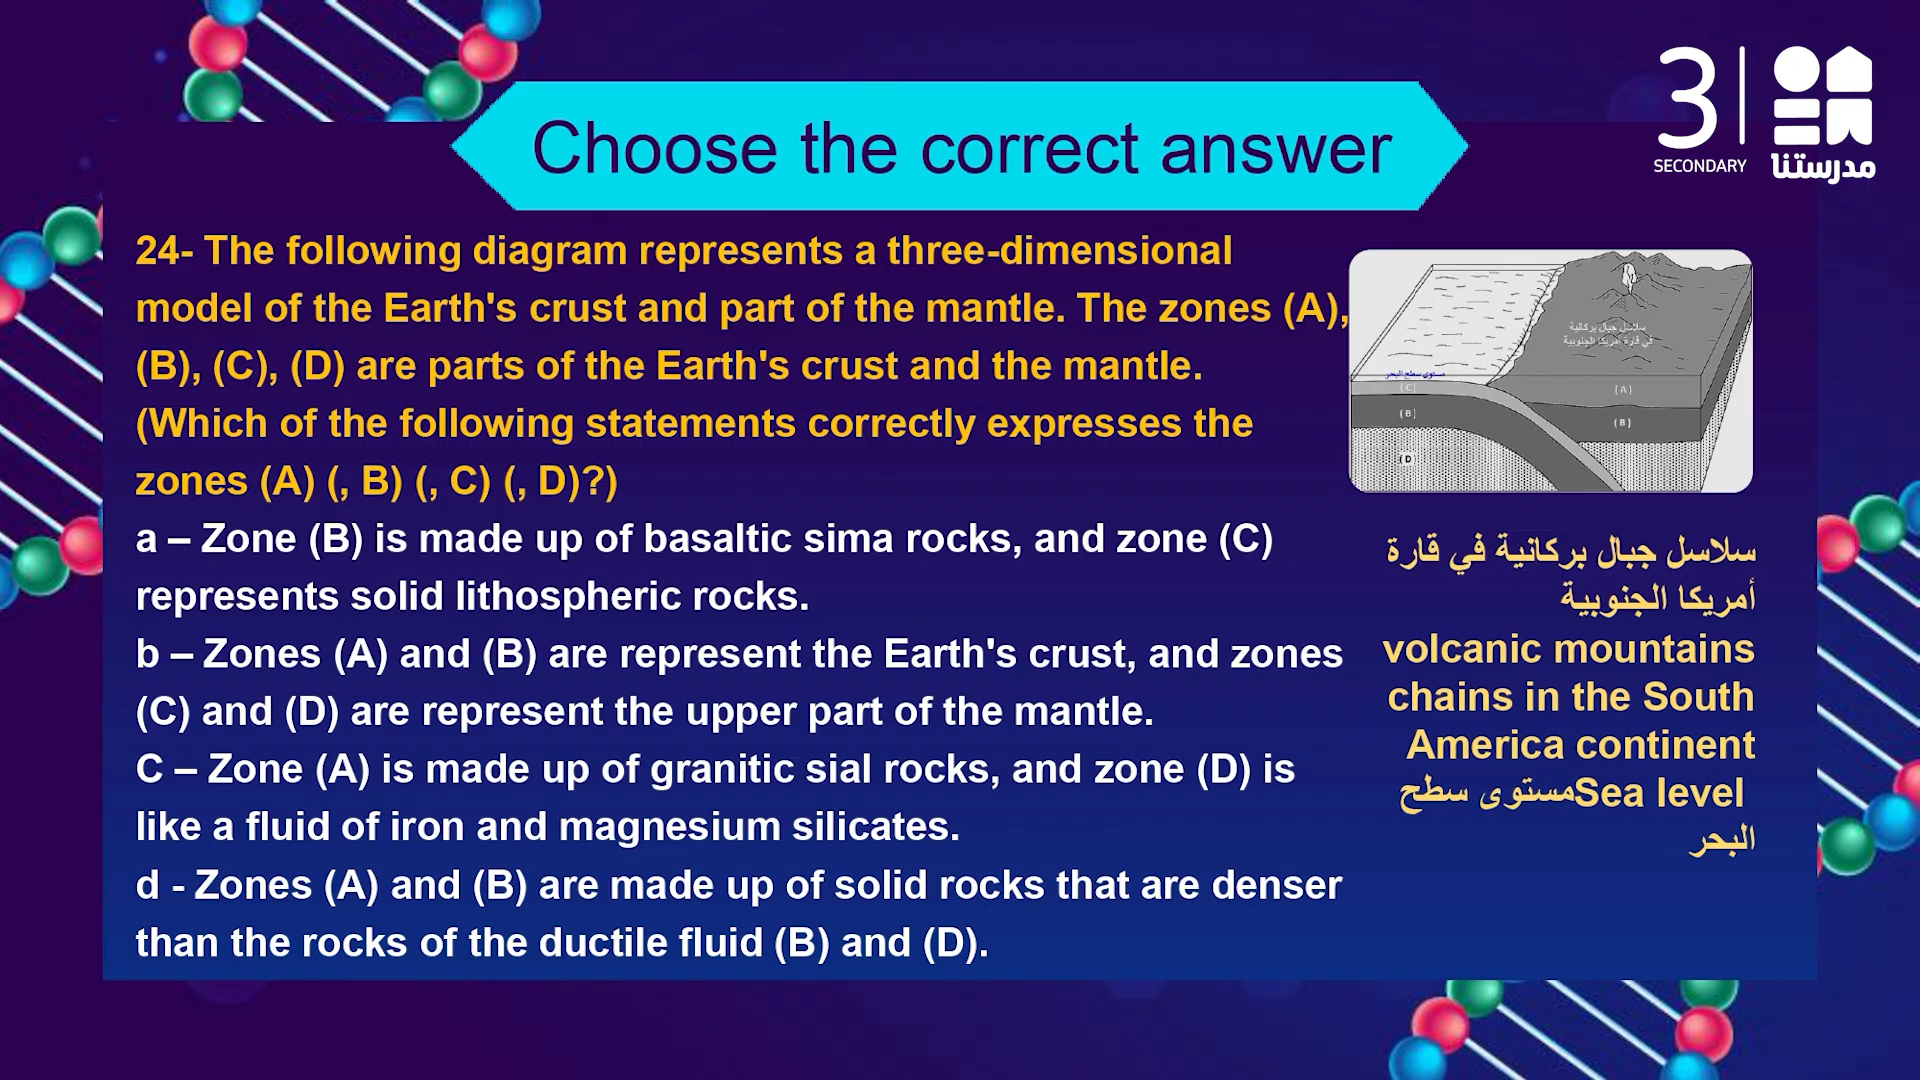 3
SECONDARY
مدرستنا
Choose the correct answer
24- The following diagram represents a three-dimensional
model of the Earth's crust and part of the mantle. The zones (A),
(B), (C), (D) are parts of the Earth's crust and the mantle.
(Which of the following statements correctly expresses the
zones (A) (, B) (, C) (, D)?)
a – Zone (B) is made up of basaltic sima rocks, and zone (C)
represents solid lithospheric rocks.
b – Zones (A) and (B) are represent the Earth's crust, and zones
(C) and (D) are represent the upper part of the mantle.
C – Zone (A) is made up of granitic sial rocks, and zone (D) is
like a fluid of iron and magnesium silicates.
d - Zones (A) and (B) are made up of solid rocks that are denser
than the rocks of the ductile fluid (B) and (D).
سلاسل جبال بركانية
في قارة أمريكا الجنوبية
مستوى سطح البحر
(C)
(A)
(B)
(B)
(D
سلاسل جبال بركانية في قارة
أمريكا الجنوبية
volcanic mountains
chains in the South
America continent
Sea level مستوى سطح
البحر